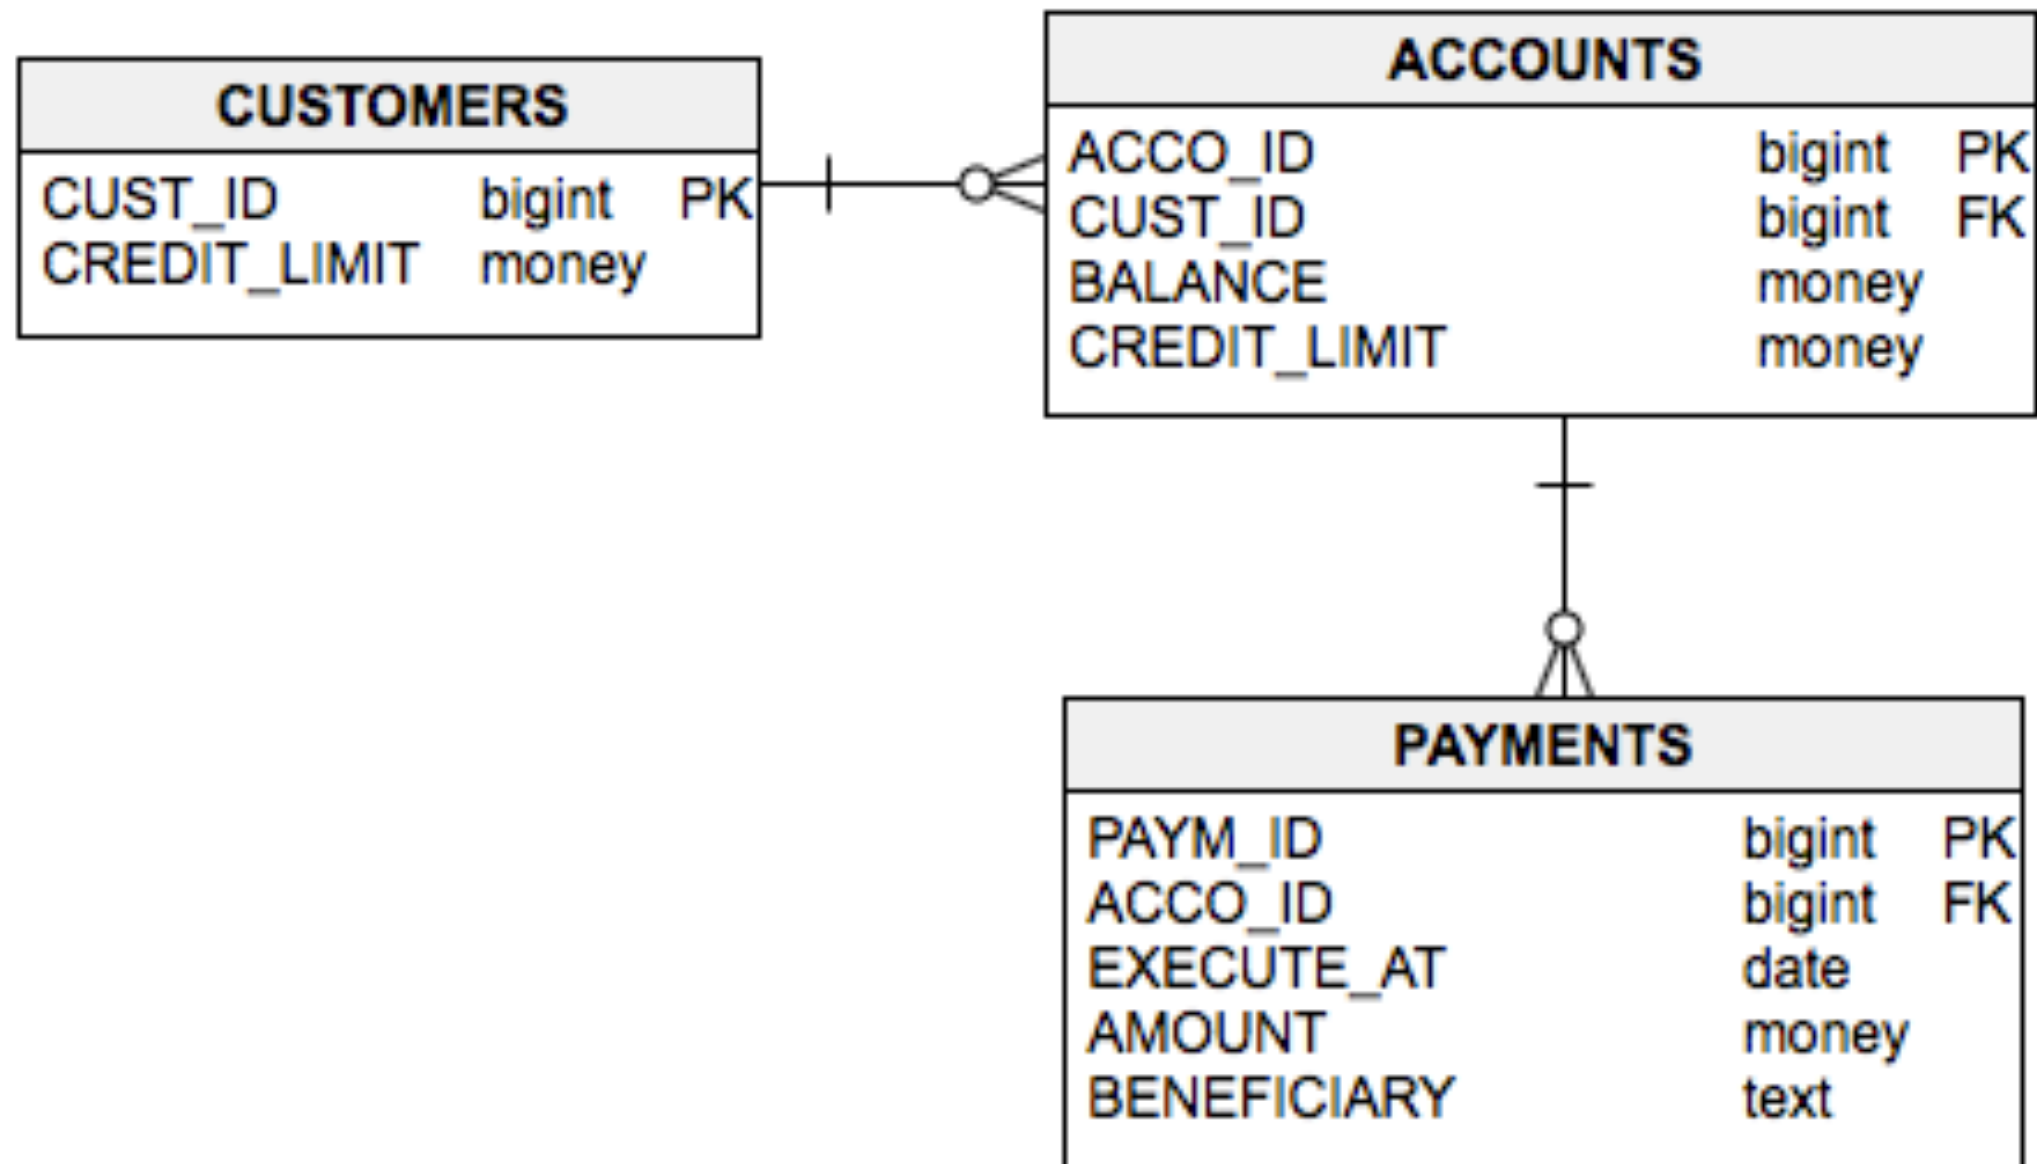 CUSTOMERS
CUST_ID bigint PK
CREDIT_LIMIT money
ACCOUNTS
ACCO_ID bigint PK
CUST_ID bigint FK
BALANCE money
CREDIT_LIMIT money
PAYMENTS
PAYM_ID bigint PK
ACCO_ID bigint FK
EXECUTE_AT date
AMOUNT money
BENEFICIARY text